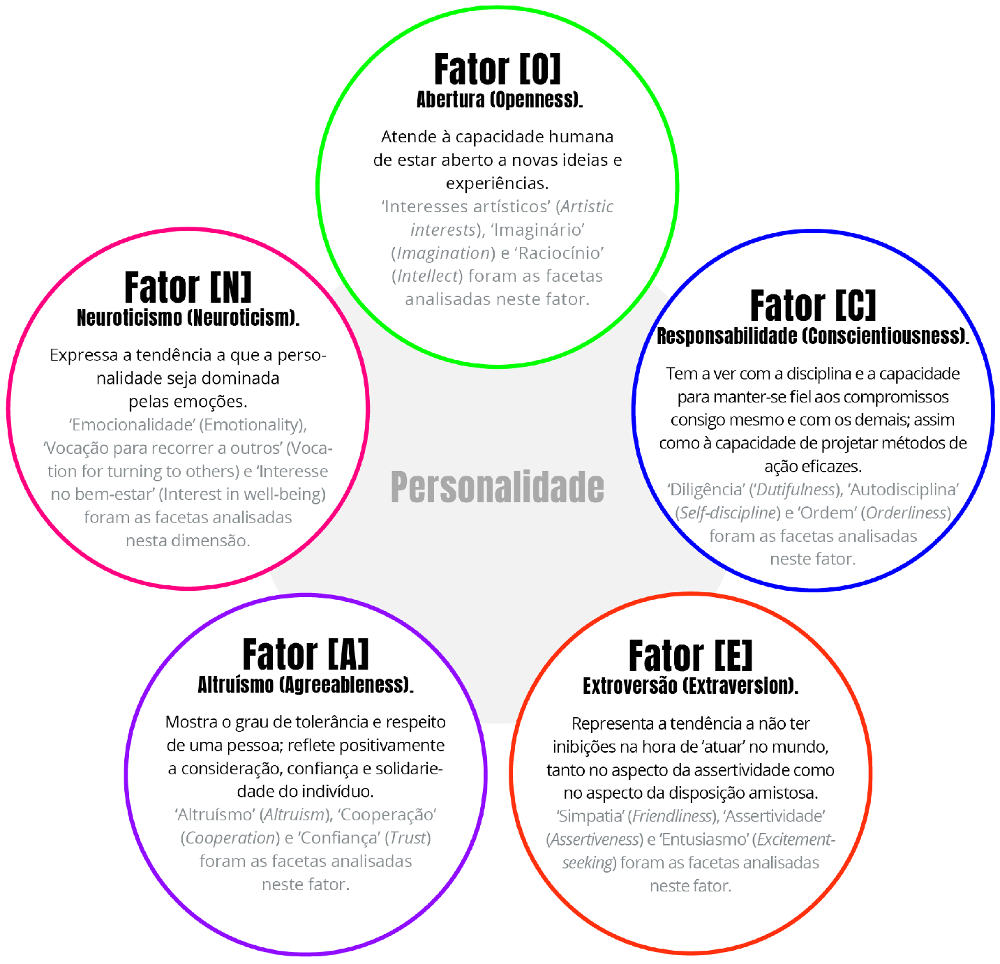 Fator [O]
Abertura (Openness).
Atende à capacidade humana
de estar aberto a novas ideias e
experiências.
‘Interesses artísticos’ (Artistic
interests), ‘Imaginário’
(Imagination) e ‘Raciocínio’
(Intellect) foram as facetas
analisadas neste fator.
Fator [N]
Neuroticismo (Neuroticism).
Expressa a tendência a que a perso-
nalidade seja dominada
pelas emoções.
‘Emocionalidade’ (Emotionality),
‘Vocação para recorrer a outros’ (Voca-
tion for turning to others) e ‘Interesse
no bem-estar’ (Interest in well-being)
foram as facetas analisadas
nesta dimensão.
Fator [C]
Responsabilidade (Conscientiousness).
Tem a ver com a disciplina e a capacidade
para manter-se fiel aos compromissos
consigo mesmo e com os demais; assim
como à capacidade de projetar métodos de
ação eficazes.
‘Diligência’ (‘Dutifulness), ’Autodisciplina’
(Self-discipline) e ‘Ordem’ (Orderliness)
foram as facetas analisadas
neste fator.
Personalidade
Fator [A]
Altruísmo (Agreeableness).
Mostra o grau de tolerância e respeito
de uma pessoa; reflete positivamente
a consideração, confiança e solidarie-
dade do indivíduo.
‘Altruísmo’ (Altruism), ‘Cooperação’
(Cooperation) e ‘Confiança’ (Trust)
foram as facetas analisadas
neste fator.
Fator [E]
Extroversão (Extraversion).
Representa a tendência a não ter
inibições na hora de ‘atuar’ no mundo,
tanto no aspecto da assertividade como
no aspecto da disposição amistosa.
‘Simpatia’ (Friendliness), ‘Assertividade’
(Assertiveness) e ‘Entusiasmo’ (Excitement-
seeking) foram as facetas analisadas
neste fator.